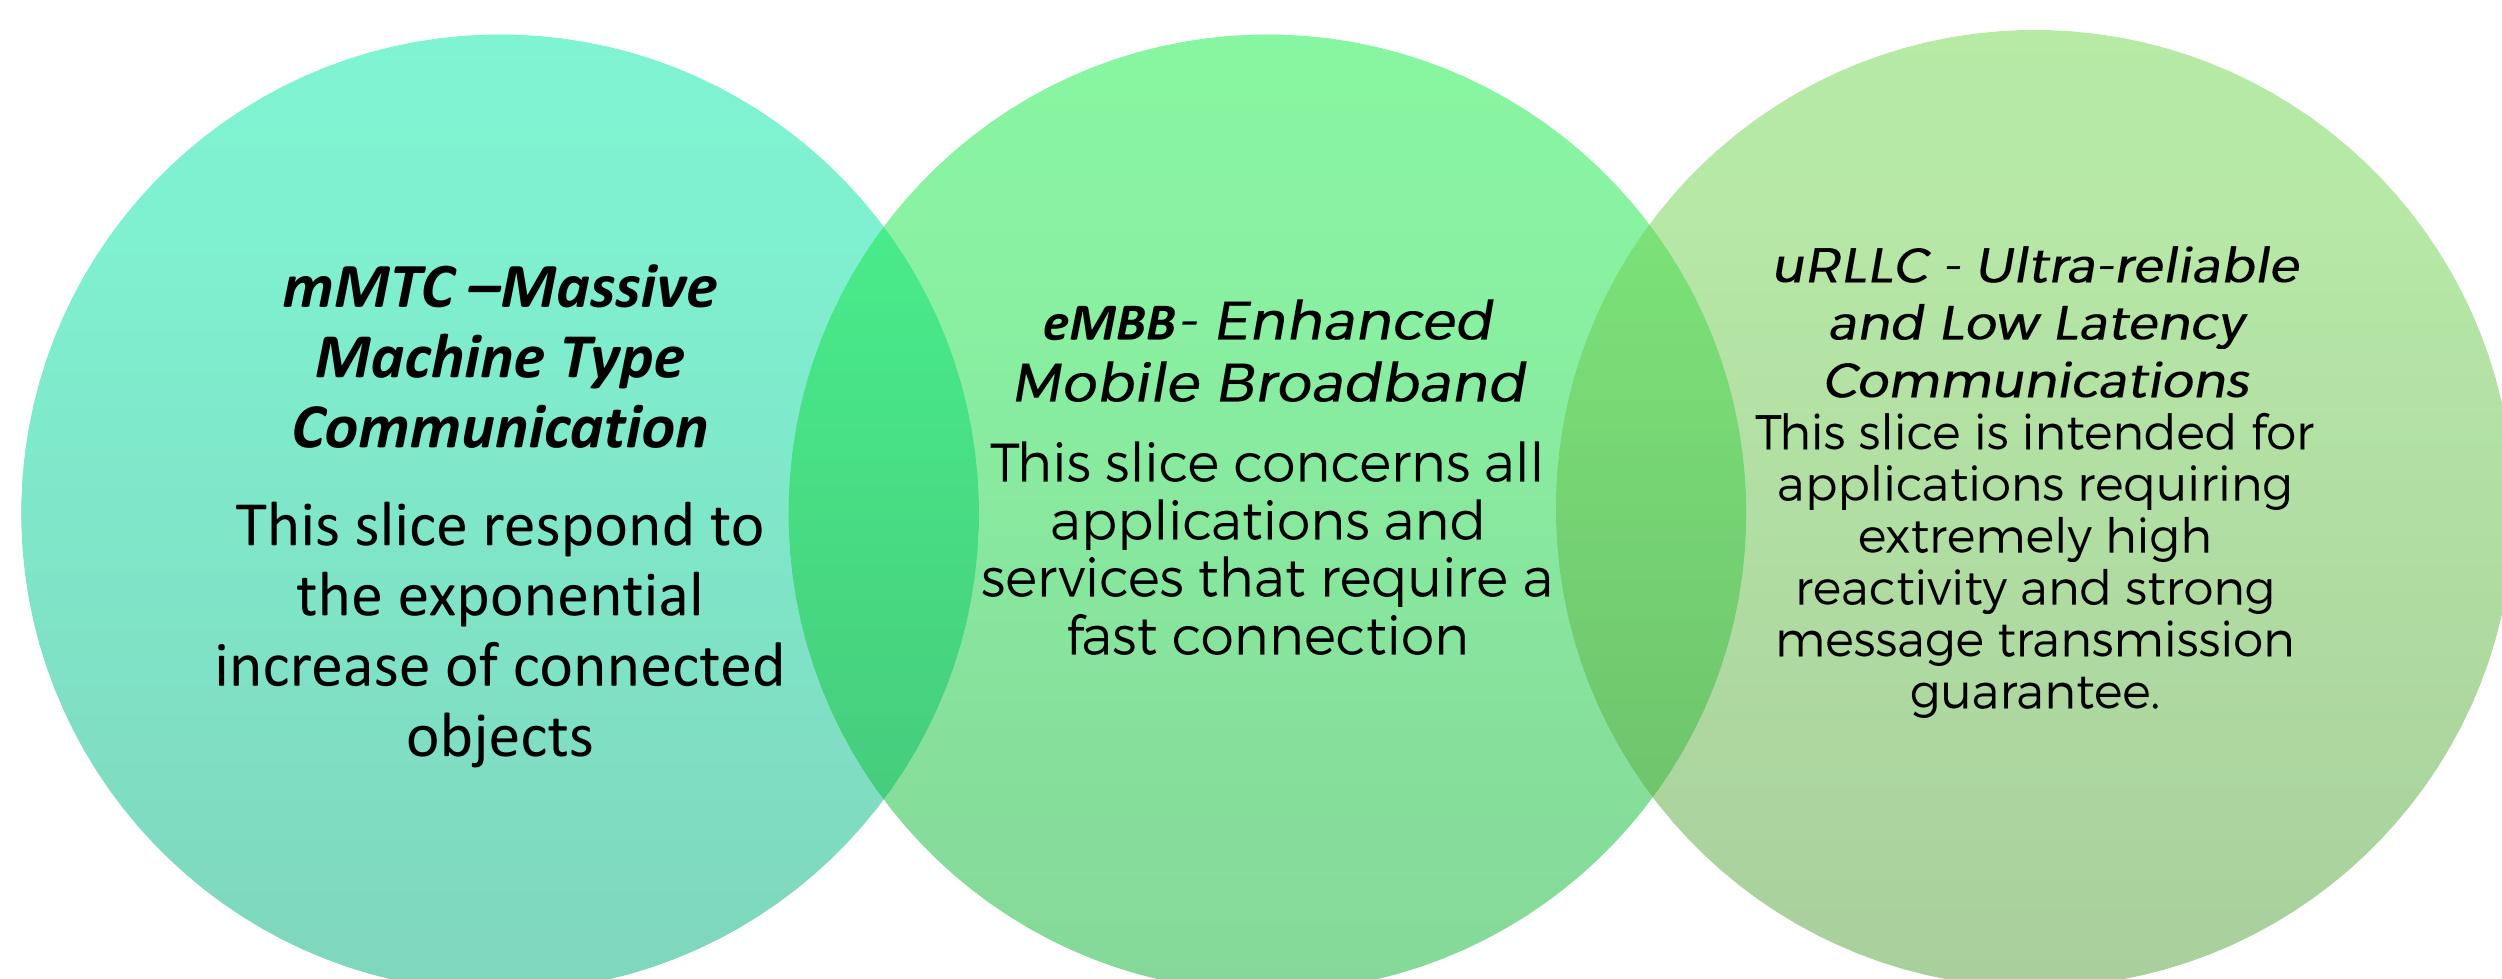 mMTC –Massive
Machine Type
Communication
This slice respond to
the exponential
increase of connected
objects
eMBB- Enhanced
Mobile Broadband
This slice concerns all
applications and
services that require a
fast connection
uRLLC - Ultra-reliable
and Low Latency
Communications
This slice is intended for
applications requiring
extremely high
reactivity and strong
message transmission
guarantee.